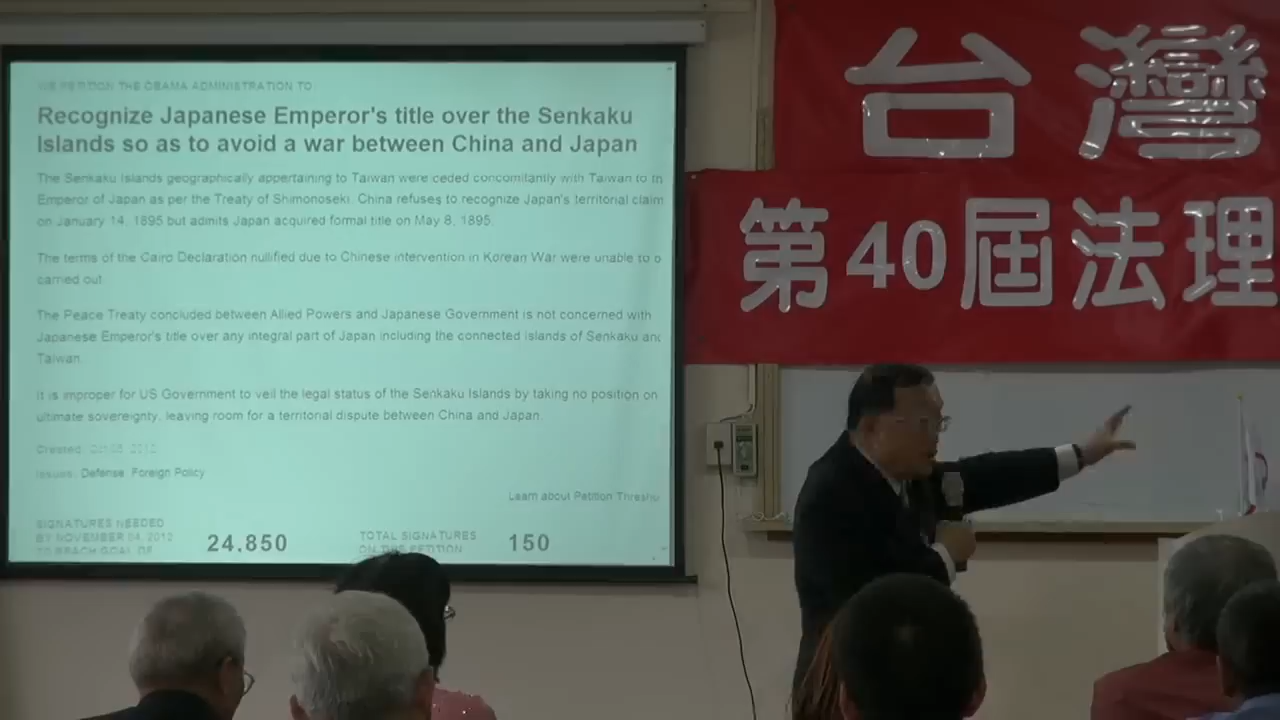 WE PETITION THE OBAMA ADMINISTRATION TO:
Recognize Japanese Emperor's title over the Senkaku
Islands so as to avoid a war between China and Japan
The Senkaku Islands geographically appertaining to Taiwan were ceded concomitantly with Taiwan to th
Emperor of Japan as per the Treaty of Shimonoseki. China refuses to recognize Japan's territorial claim
on January 14, 1895 but admits Japan acquired formal title on May 8, 1895.
The terms of the Cairo Declaration nullified due to Chinese intervention in Korean War were unable to o
carried out.
The Peace Treaty concluded between Allied Powers and Japanese Government is not concerned with
Japanese Emperor's title over any integral part of Japan including the connected islands of Senkaku and
Taiwan.
It is improper for US Government to veil the legal status of the Senkaku Islands by taking no position on
ultimate sovereignty, leaving room for a territorial dispute between China and Japan.
Created: 2012
Issues: Defense, Foreign Policy
Learn about Petition Thresho
SIGNATURES NEEDED
BY NOVEMBER 04, 2012
TO REACH GOAL OF
24,850
TOTAL SIGNATURES
ON THIS PETITION
150
台灣
第40屆法理